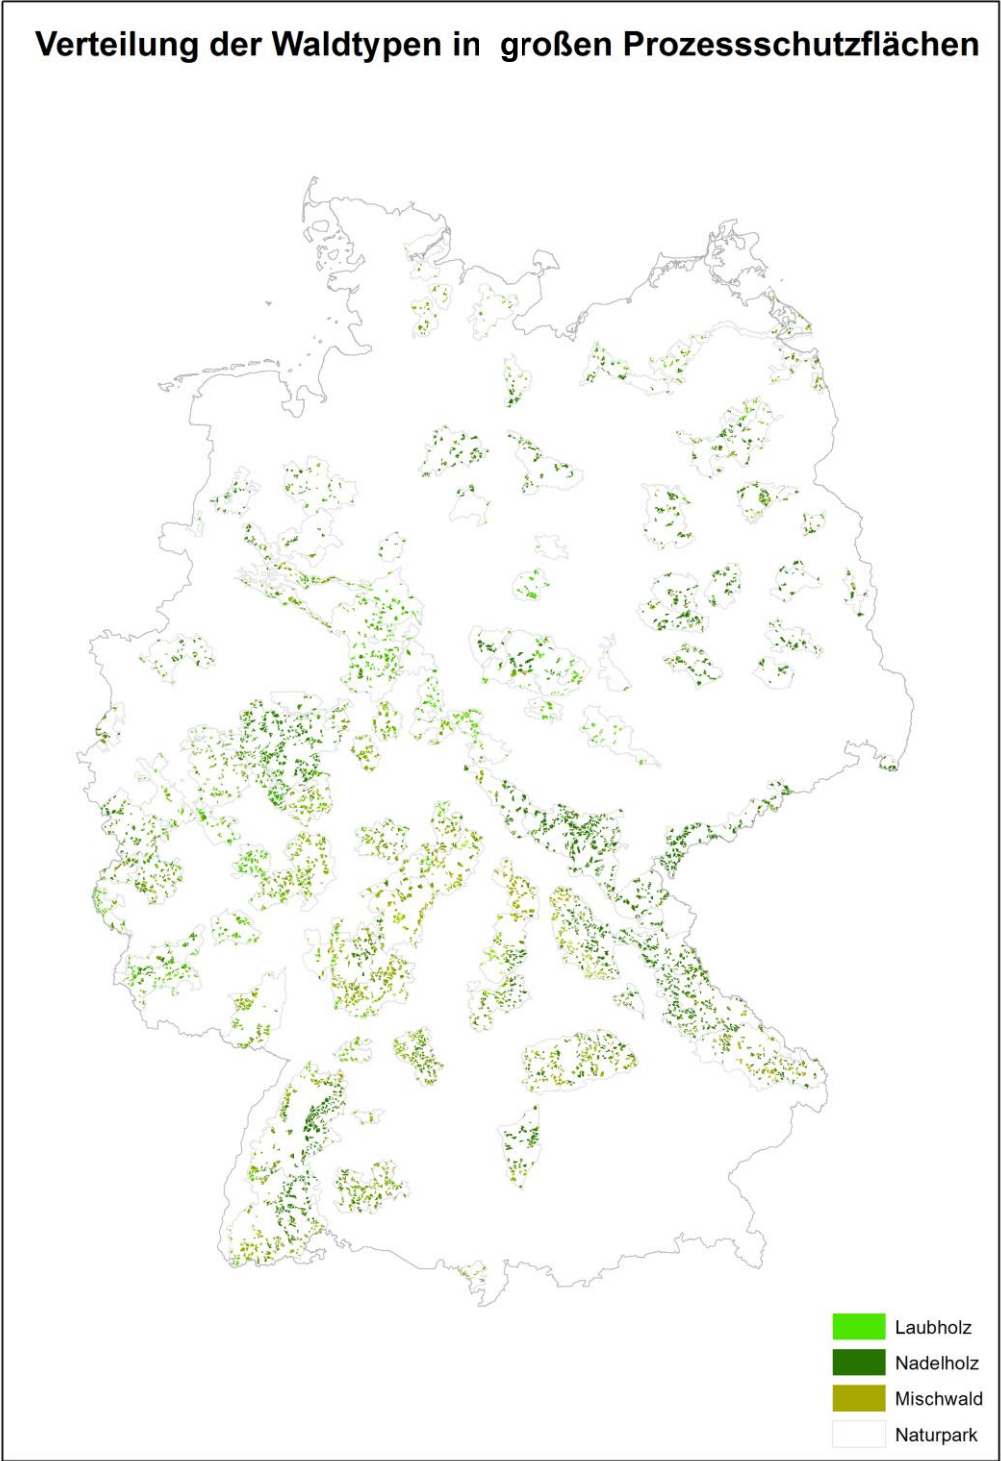 Verteilung der Waldtypen in großen Prozessschutzflächen
Laubholz
Nadelholz
Mischwald
Naturpark